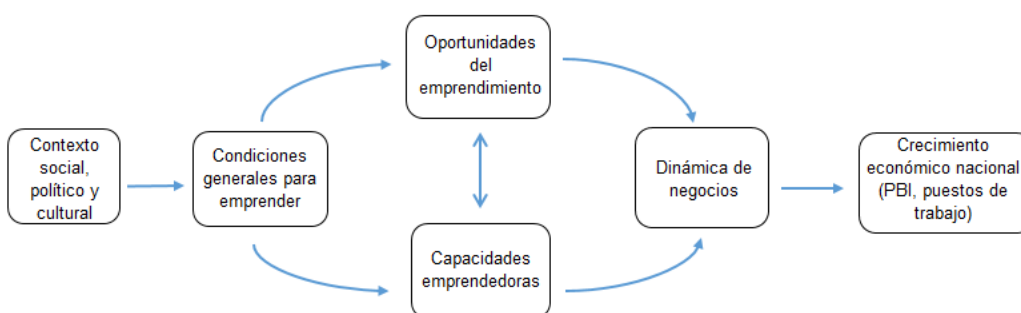 Contexto
social,
político y
cultural
Condiciones
generales para
emprender
Oportunidades
del
emprendimiento
Capacidades
emprendedoras
Dinámica de
negocios
Crecimiento
económico nacional
(PBI, puestos de
trabajo)